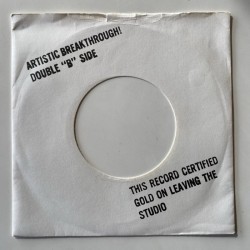 ARTISTIC BREAKTHROUGH!
DOUBLE "B" SIDE
THIS RECORD CERTIFIED
GOLD ON LEAVING THE
STUDIO